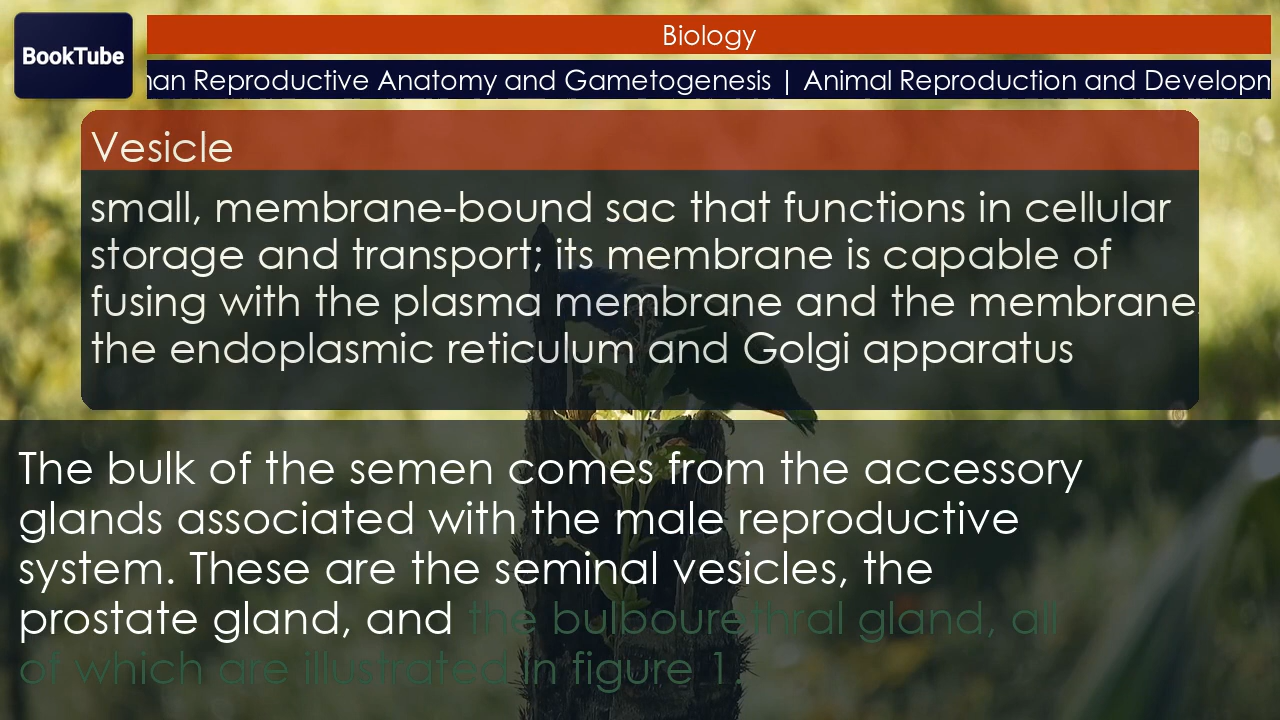 BookTube
Biology
nan Reproductive Anatomy and Gametogenesis | Animal Reproduction and Developn
Vesicle
small, membrane-bound sac that functions in cellular
storage and transport; its membrane is capable of
fusing with the plasma membrane and the membranes
the endoplasmic reticulum and Golgi apparatus
The bulk of the semen comes from the accessory
glands associated with the male reproductive
system. These are the seminal vesicles, the
prostate gland, and the bulbourethral gland, all
of which are illustrated in figure 1.